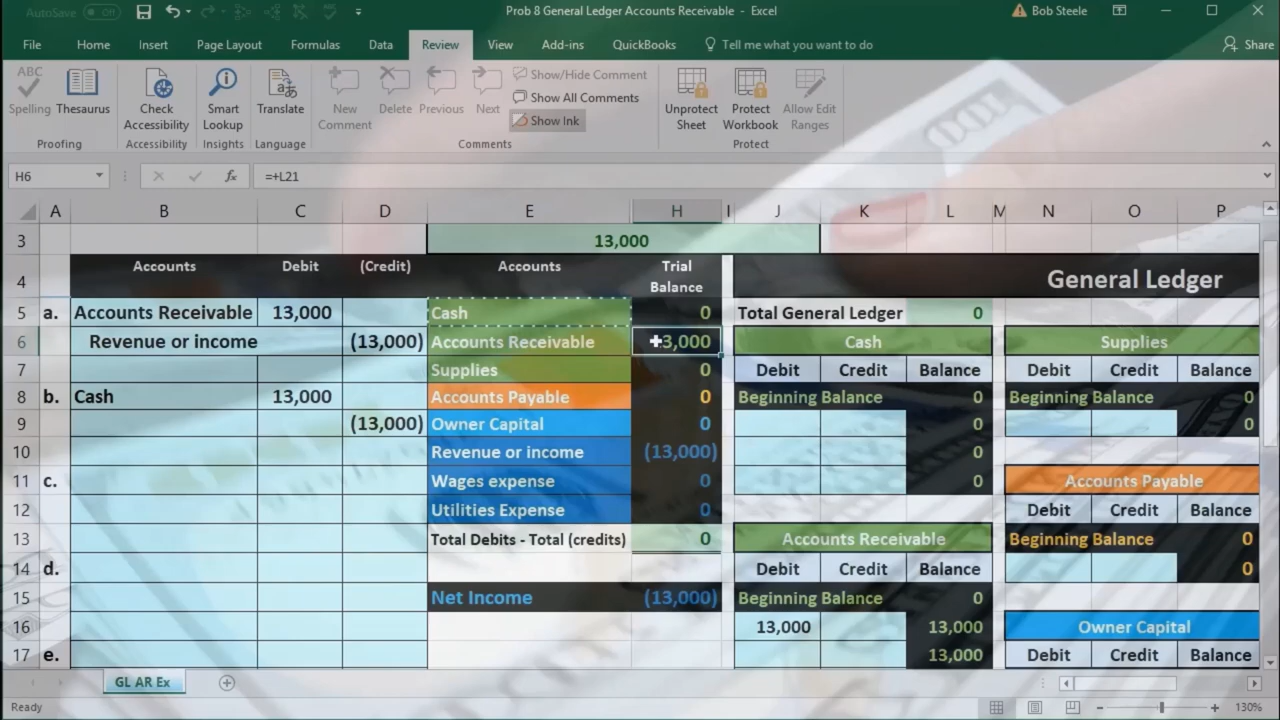 AutoSave Off Prob 8 General Ledger Accounts Receivable - Excel Bob Steele
File Home Insert Page Layout Formulas Data Review View Add-ins QuickBooks Tell me what you want to do Share
ABC Show/Hide Comment
Spelling Thesaurus Check Accessibility Smart Lookup Translate New Comment Delete Previous Next Show All Comments Unprotect Sheet Protect Workbook Allow Edit Ranges
Show Ink
Proofing Accessibility Insights Language Comments Protect
H6 fx =+L21
A B C D E H I J K L M N O P
3 13,000
4 Accounts Debit (Credit) Accounts Trial Balance General Ledger
5 a. Accounts Receivable 13,000 Cash 0 Total General Ledger 0
6 Revenue or income (13,000) Accounts Receivable 13,000 Cash Supplies
7 Supplies 0 Debit Credit Balance Debit Credit Balance
8 b. Cash 13,000 Accounts Payable 0 Beginning Balance 0 Beginning Balance 0
9 (13,000) Owner Capital 0 0 0
10 Revenue or income (13,000) 0
11 c. Wages expense 0 0 Accounts Payable
12 Utilities Expense 0 Debit Credit Balance
13 Total Debits - Total (credits) 0 Accounts Receivable Beginning Balance 0
14 d. Debit Credit Balance 0
15 Net Income (13,000) Beginning Balance 0
16 13,000 13,000 Owner Capital
17 e. 13,000 Debit Credit Balance
GL AR Ex
Ready 130%